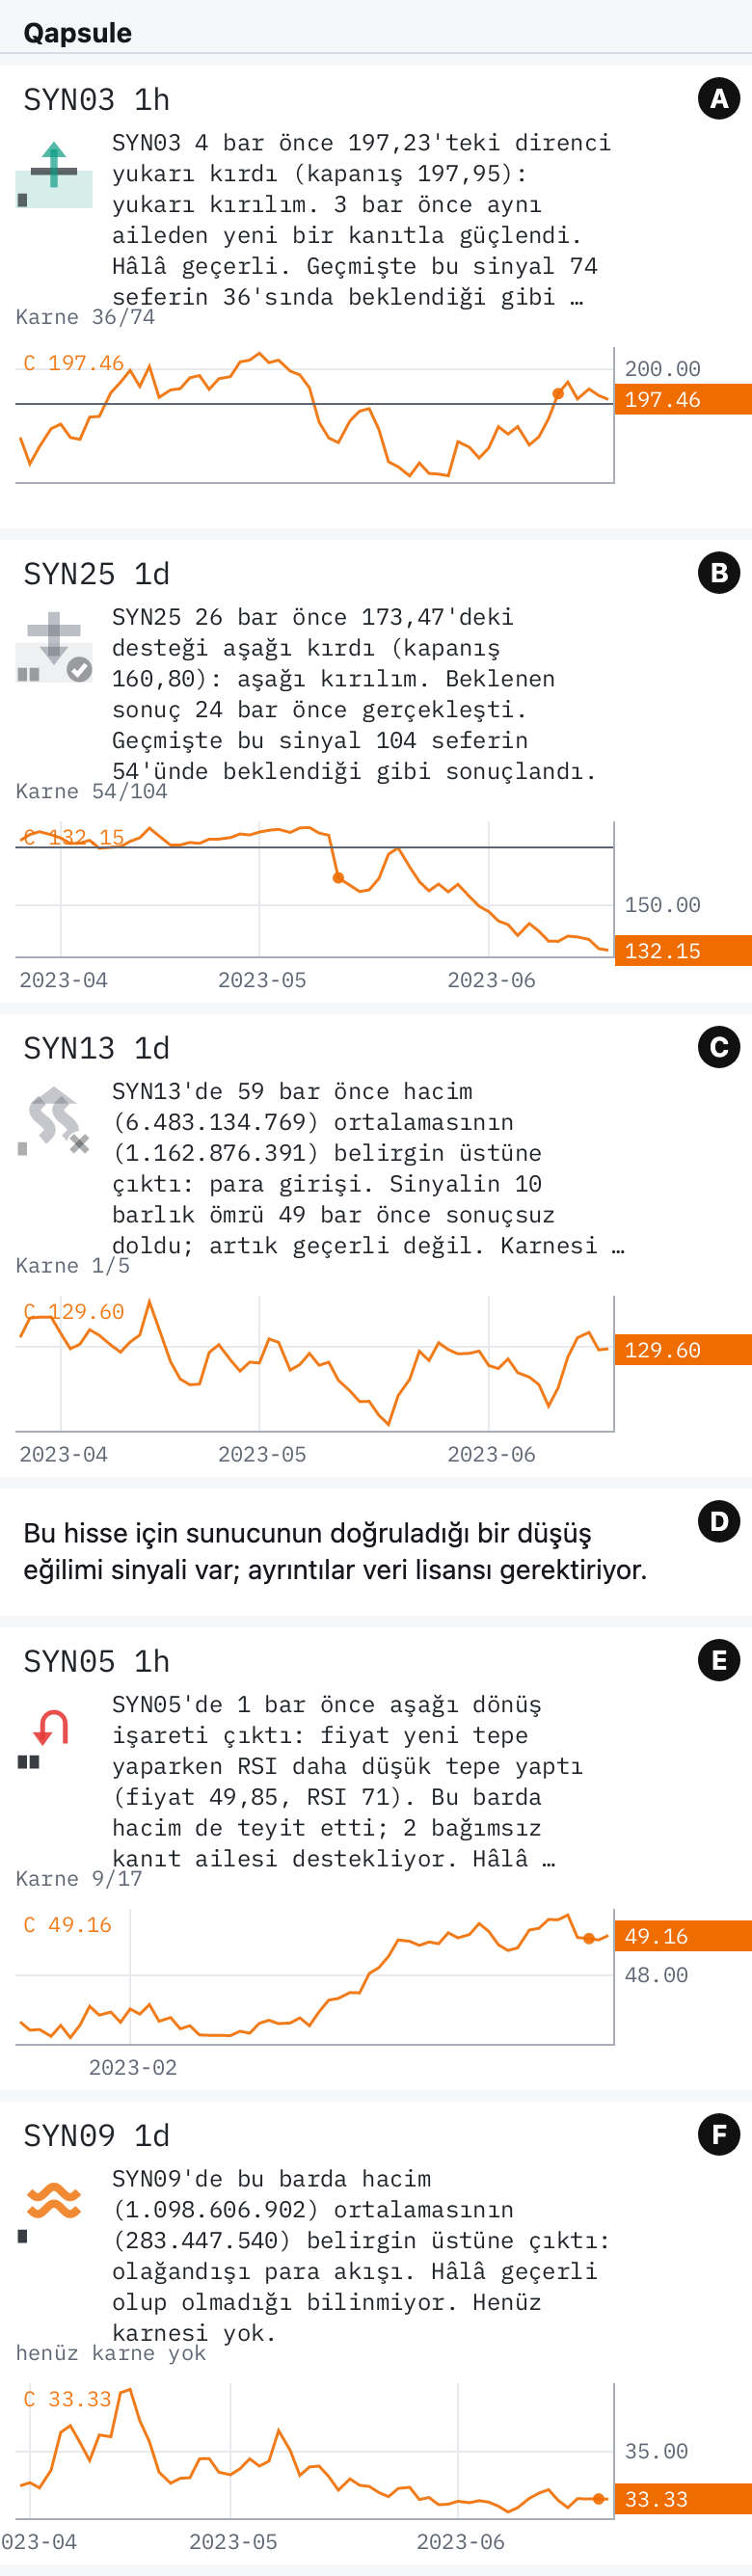 Qapsule
SYN03 1h
A
SYN03 4 bar önce 197,23'teki direnci
yukarı kırdı (kapanış 197,95):
yukarı kırılım. 3 bar önce aynı
aileden yeni bir kanıtla güçlendi.
Hâlâ geçerli. Geçmişte bu sinyal 74
seferin 36'sında beklendiği gibi …
Karne 36/74
C 197.46
200.00
197.46
SYN25 1d
B
SYN25 26 bar önce 173,47'deki
desteği aşağı kırdı (kapanış
160,80): aşağı kırılım. Beklenen
sonuç 24 bar önce gerçekleşti.
Geçmişte bu sinyal 104 seferin
54'ünde beklendiği gibi sonuçlandı.
Karne 54/104
C 132.15
150.00
132.15
2023-04 2023-05 2023-06
SYN13 1d
C
SYN13'de 59 bar önce hacim
(6.483.134.769) ortalamasının
(1.162.876.391) belirgin üstüne
çıktı: para girişi. Sinyalin 10
barlık ömrü 49 bar önce sonuçsuz
doldu; artık geçerli değil. Karnesi …
Karne 1/5
C 129.60
129.60
2023-04 2023-05 2023-06
D
Bu hisse için sunucunun doğruladığı bir düşüş
eğilimi sinyali var; ayrıntılar veri lisansı gerektiriyor.
SYN05 1h
E
SYN05'de 1 bar önce aşağı dönüş
işareti çıktı: fiyat yeni tepe
yaparken RSI daha düşük tepe yaptı
(fiyat 49,85, RSI 71). Bu barda
hacim de teyit etti; 2 bağımsız
kanıt ailesi destekliyor. Hâlâ …
Karne 9/17
C 49.16
49.16
48.00
2023-02
SYN09 1d
F
SYN09'de bu barda hacim
(1.098.606.902) ortalamasının
(283.447.540) belirgin üstüne çıktı:
olağandışı para akışı. Hâlâ geçerli
olup olmadığı bilinmiyor. Henüz
karnesi yok.
henüz karne yok
C 33.33
35.00
33.33
023-04 2023-05 2023-06